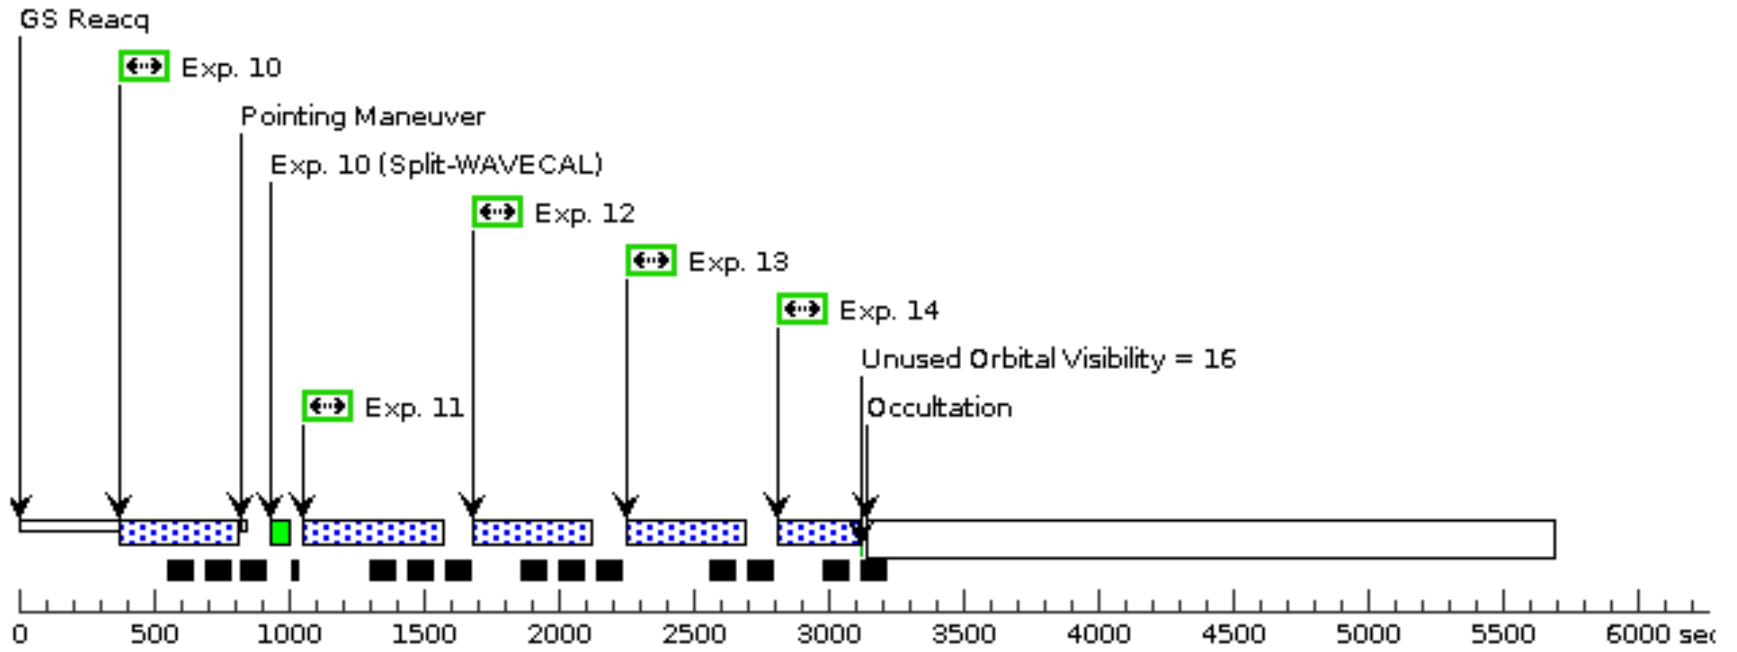 GS Reacq
Exp. 10
Pointing Maneuver
Exp. 10 (Split-WAVECAL)
Exp. 12
Exp. 13
Exp. 14
Unused Orbital Visibility = 16
Exp. 11
Occultation
0 500 1000 1500 2000 2500 3000 3500 4000 4500 5000 5500 6000 sec